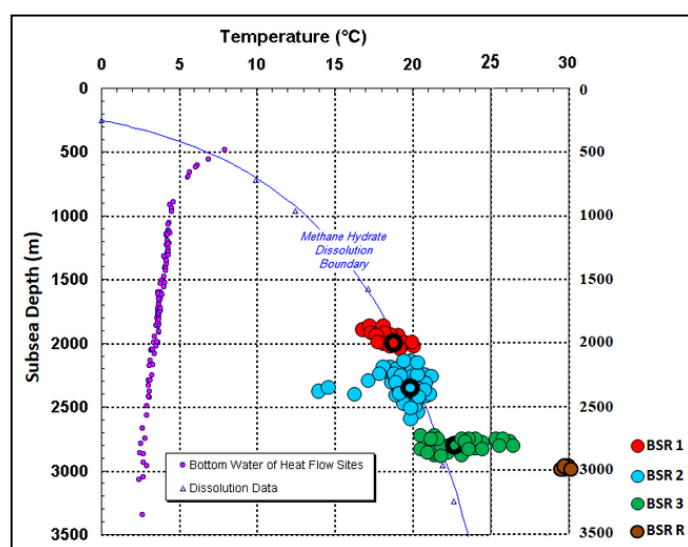 Temperature (°C)
0 5 10 15 20 25 30
0 0
500 500
1000 1000
1500 1500
2000 2000
2500 2500
3000 3000
3500 3500
Subsea Depth (m)
Methane Hydrate
Dissolution
Boundary
Bottom Water of Heat Flow Sites
Dissolution Data
BSR 1
BSR 2
BSR 3
BSR R